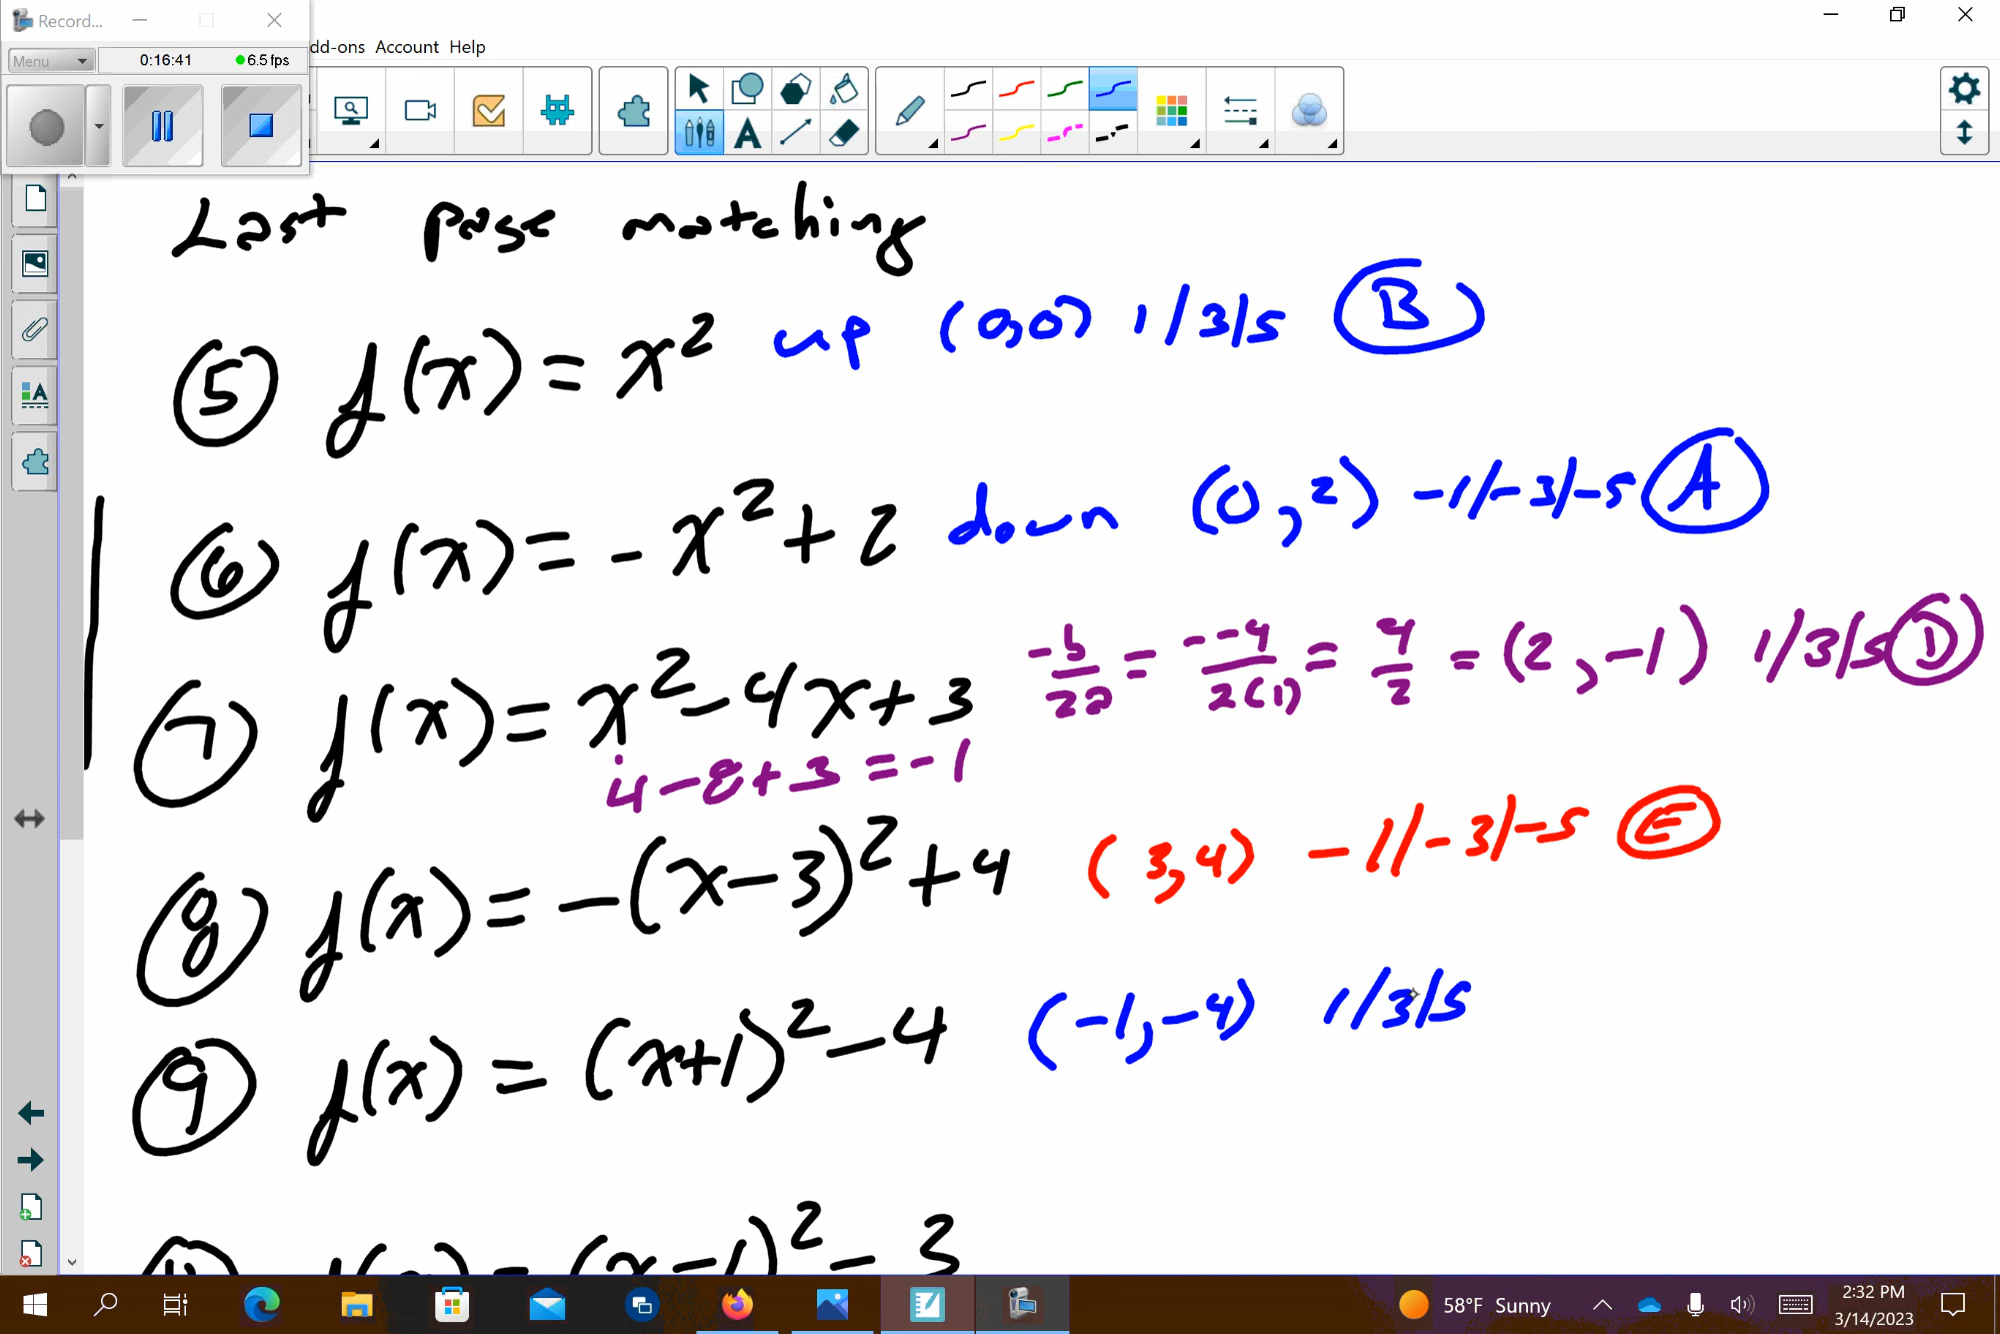 Record...
Menu 0:16:41 6.5 fps
dd-ons Account Help
Last page matching
5 f(x) = x² up (0,0) 1/3/5 B
6 f(x) = -x² + 2 down (0,2) -1/-3/-5 A
7 f(x) = x² - 4x + 3 -b/2a = --4/2(1) = 4/2 = (2,-1) 1/3/5 D
4 - 8 + 3 = -1
8 f(x) = -(x-3)² + 4 (3,4) -1/-3/-5 E
9 f(x) = (x+1)² - 4 (-1,-4) 1/3/5
(x-1)² - 3
58°F Sunny 2:32 PM
3/14/2023